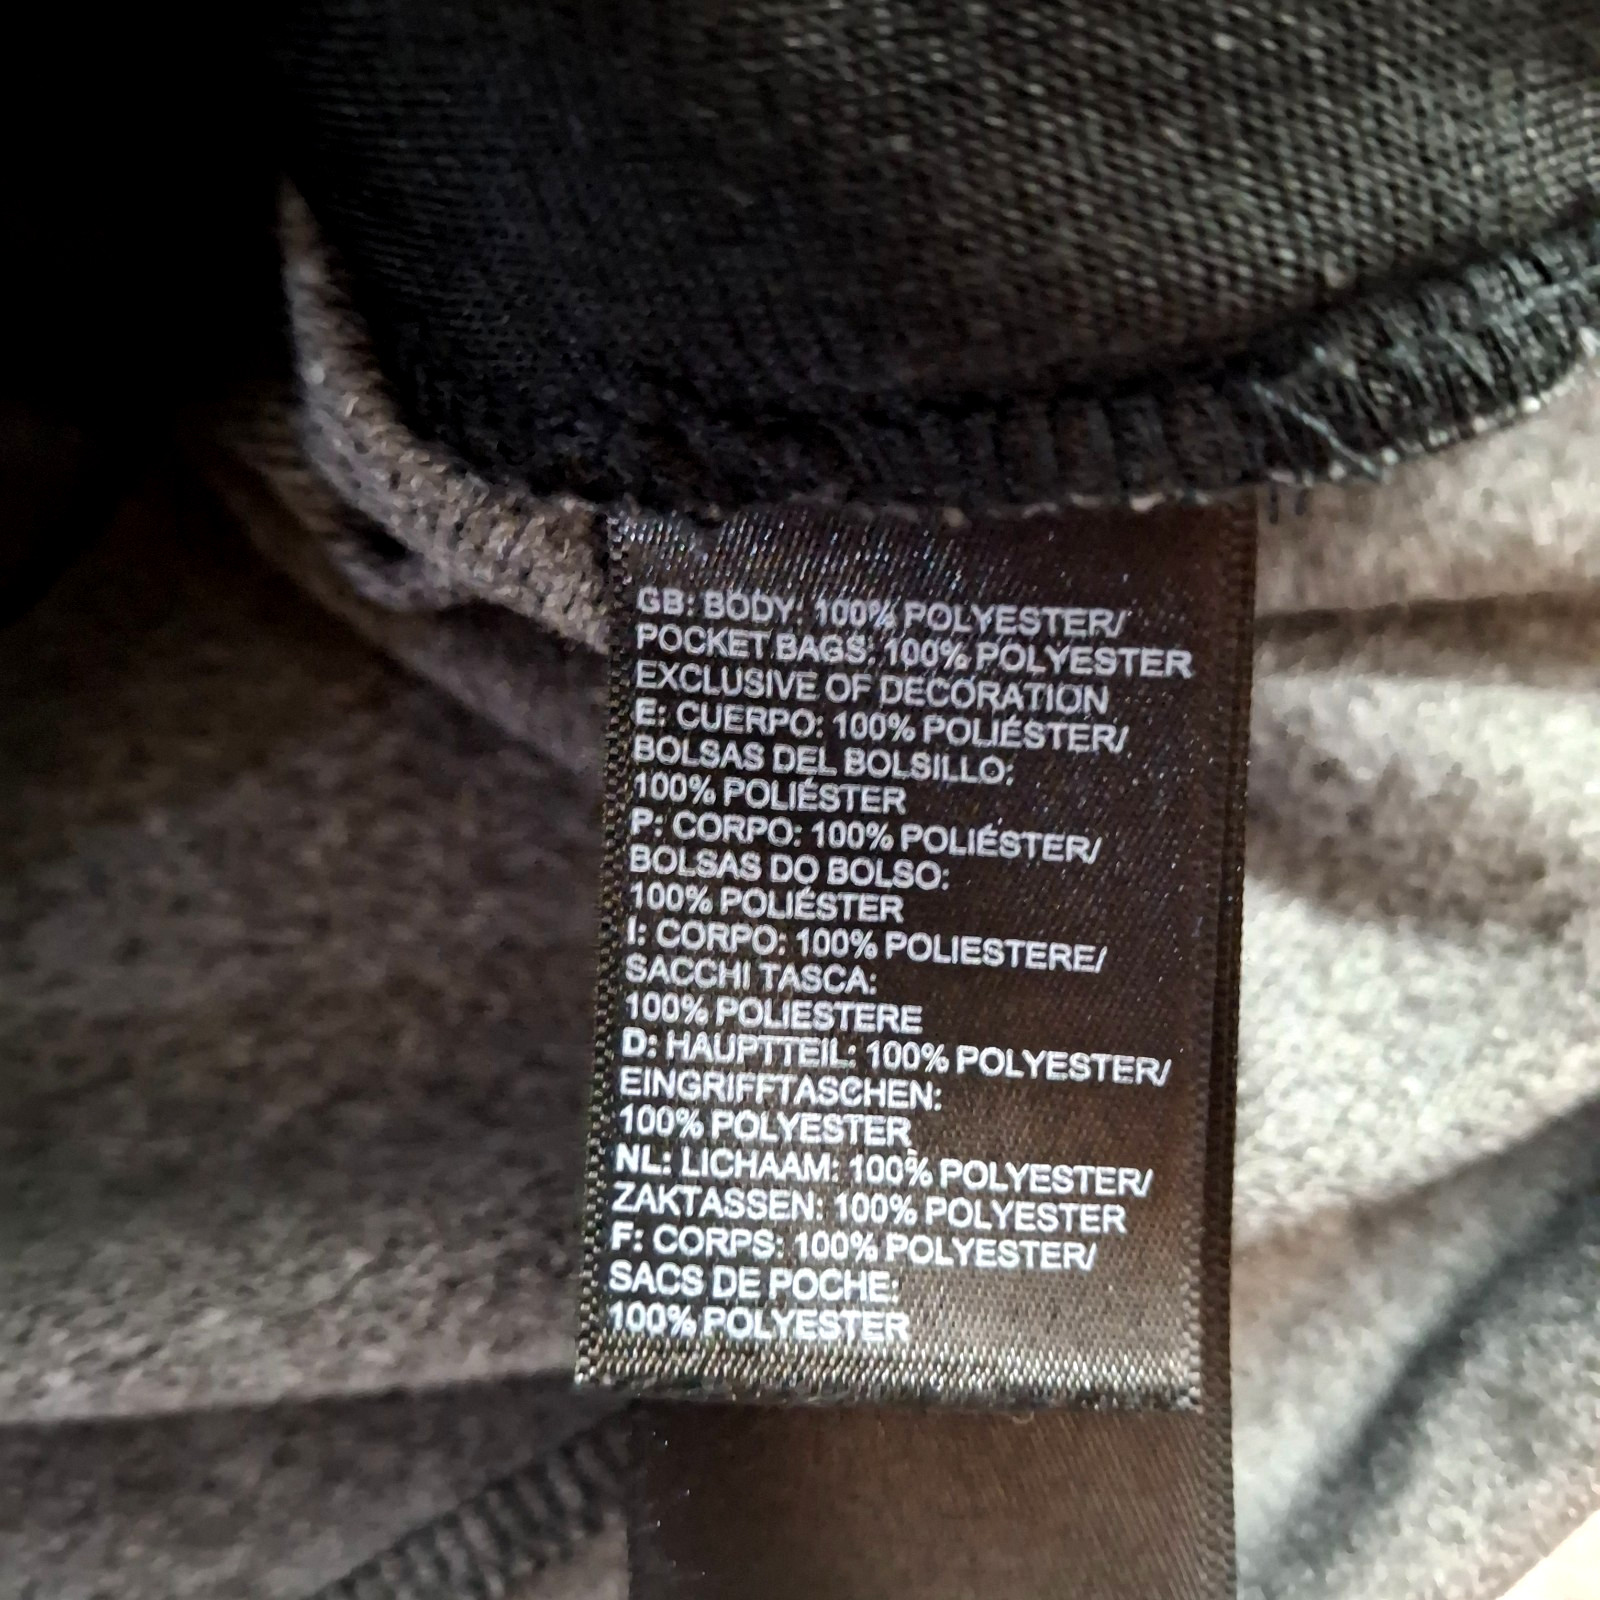 GB: BODY: 100% POLYESTER/
POCKET BAGS: 100% POLYESTER
EXCLUSIVE OF DECORATION
E: CUERPO: 100% POLIÉSTER/
BOLSAS DEL BOLSILLO:
100% POLIÉSTER
P: CORPO: 100% POLIÉSTER/
BOLSAS DO BOLSO:
100% POLIÉSTER
I: CORPO: 100% POLIESTERE/
SACCHI TASCA:
100% POLIESTERE
D: HAUPTTEIL: 100% POLYESTER/
EINGRIFFTASCHEN:
100% POLYESTER
NL: LICHAAM: 100% POLYESTER/
ZAKTASSEN: 100% POLYESTER
F: CORPS: 100% POLYESTER/
SACS DE POCHE:
100% POLYESTER